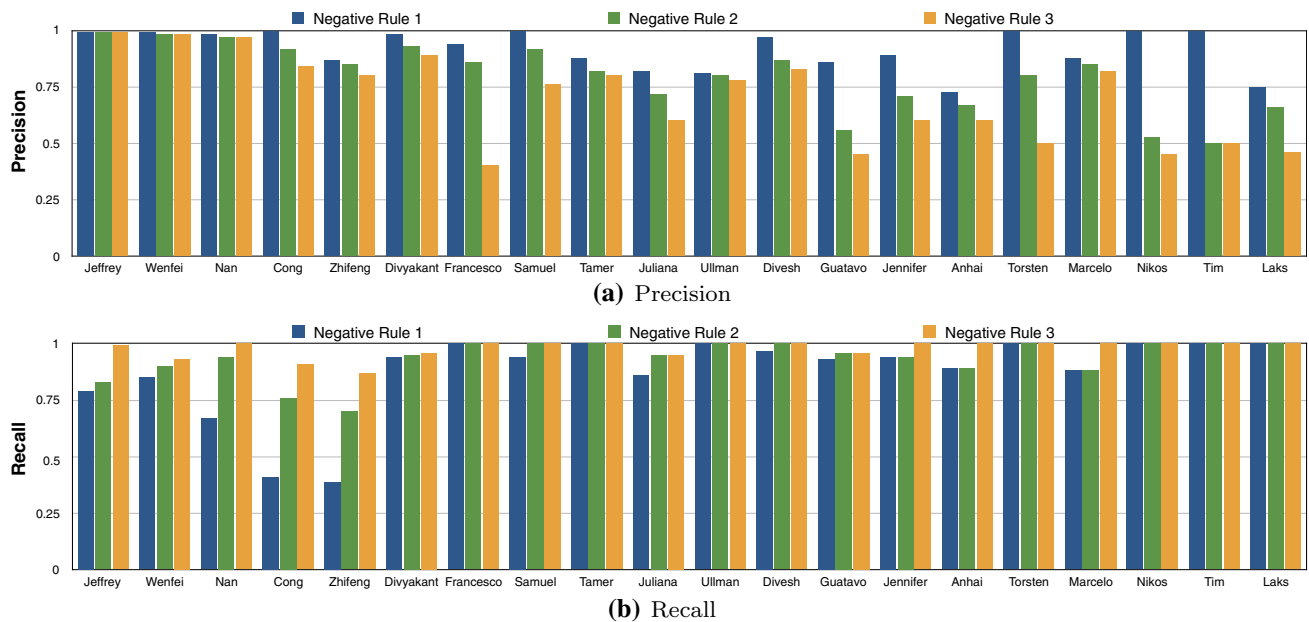 Negative Rule 1 Negative Rule 2 Negative Rule 3
1
0.75
0.5
0.25
0
Precision
Jeffrey Wenfei Nan Cong Zhifeng Divyakant Francesco Samuel Tamer Juliana Ullman Divesh Guatavo Jennifer Anhai Torsten Marcelo Nikos Tim Laks
(a) Precision
Negative Rule 1 Negative Rule 2 Negative Rule 3
1
0.75
0.5
0.25
0
Recall
Jeffrey Wenfei Nan Cong Zhifeng Divyakant Francesco Samuel Tamer Juliana Ullman Divesh Guatavo Jennifer Anhai Torsten Marcelo Nikos Tim Laks
(b) Recall